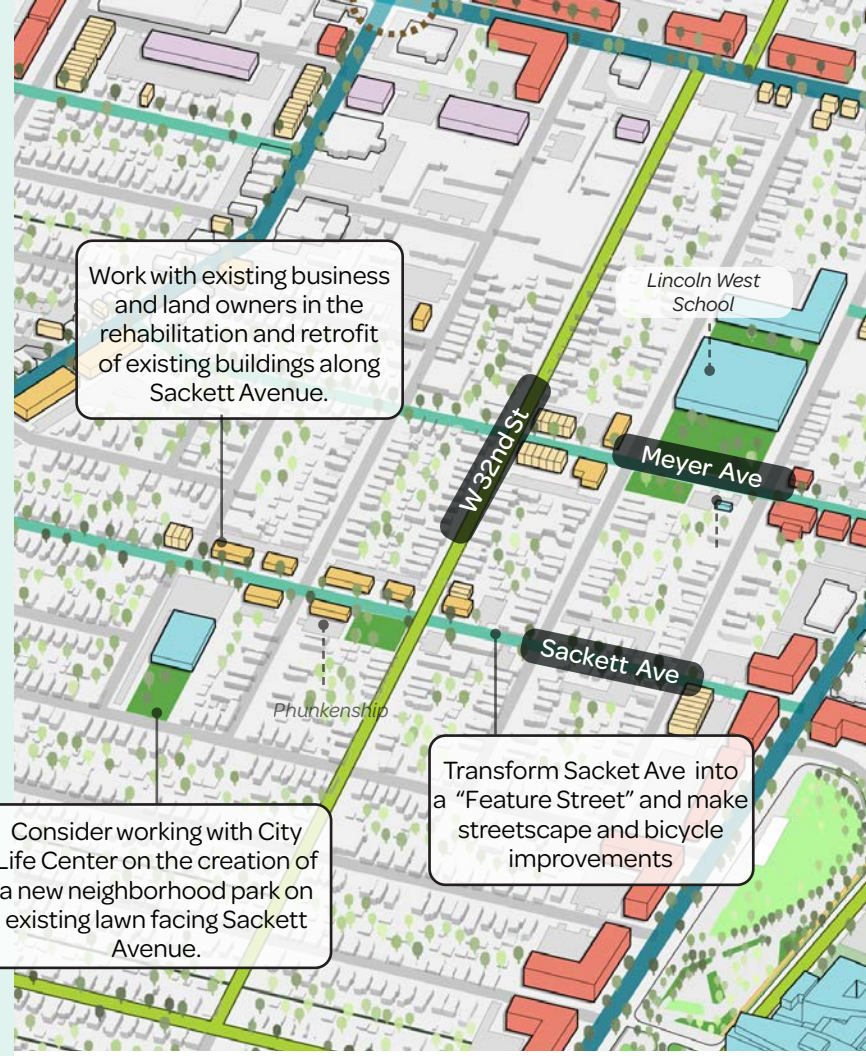 Work with existing business
and land owners in the
rehabilitation and retrofit
of existing buildings along
Sackett Avenue.
Lincoln West
School
W 32nd St
Meyer Ave
Sackett Ave
Phunkenship
Transform Sacket Ave into
a “Feature Street” and make
streetscape and bicycle
improvements
Consider working with City
Life Center on the creation of
a new neighborhood park on
existing lawn facing Sackett
Avenue.